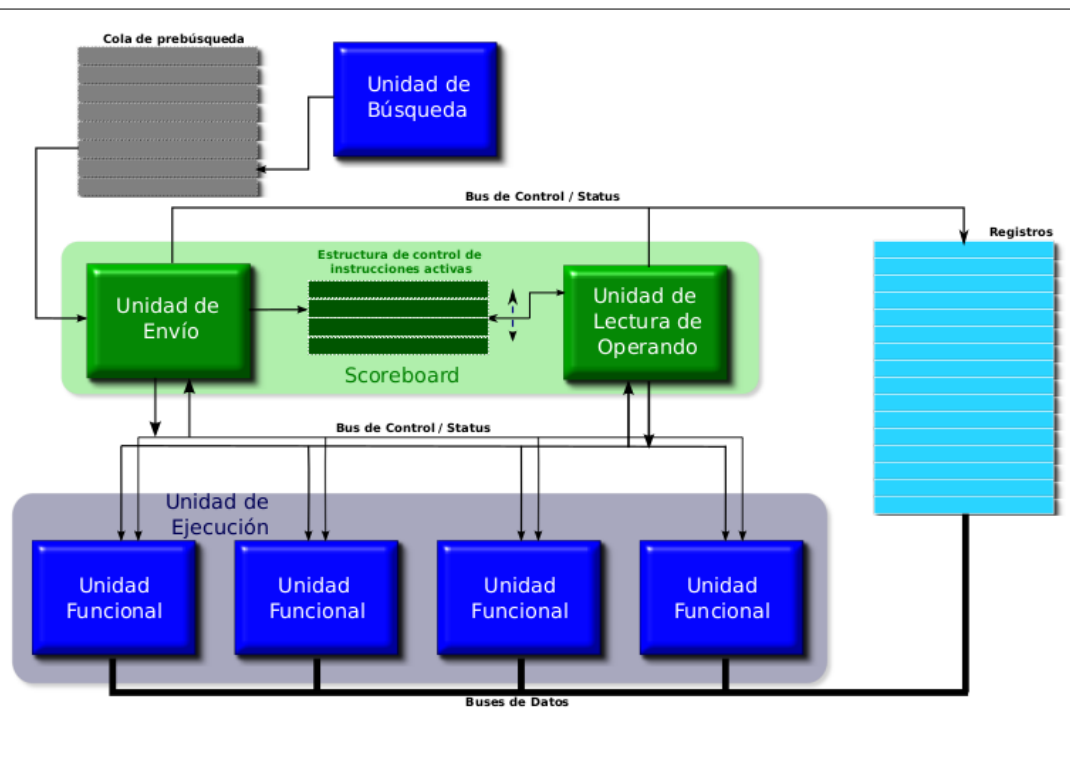 Cola de prebúsqueda
Unidad de
Búsqueda
Bus de Control / Status
Registros
Estructura de control de
instrucciones activas
Unidad de
Envío
Unidad de
Lectura de
Operando
Scoreboard
Bus de Control / Status
Unidad de
Ejecución
Unidad
Funcional
Unidad
Funcional
Unidad
Funcional
Unidad
Funcional
Buses de Datos